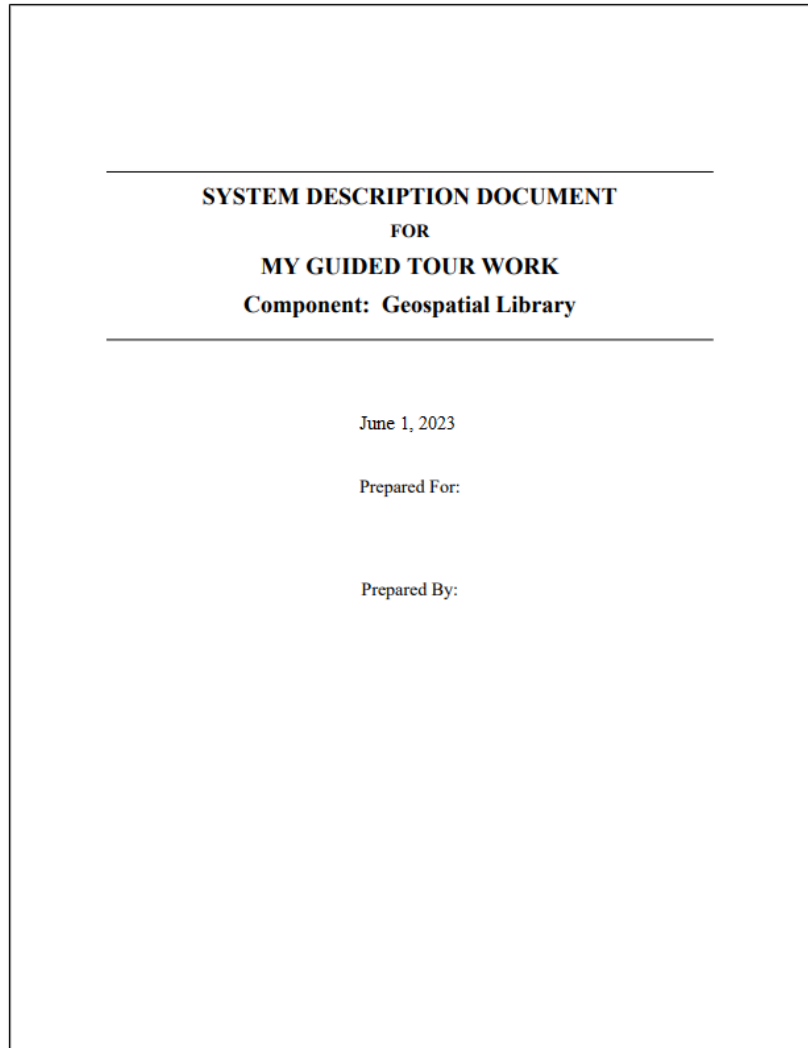 SYSTEM DESCRIPTION DOCUMENT
FOR
MY GUIDED TOUR WORK
Component:  Geospatial Library
June 1, 2023
Prepared For:
Prepared By: